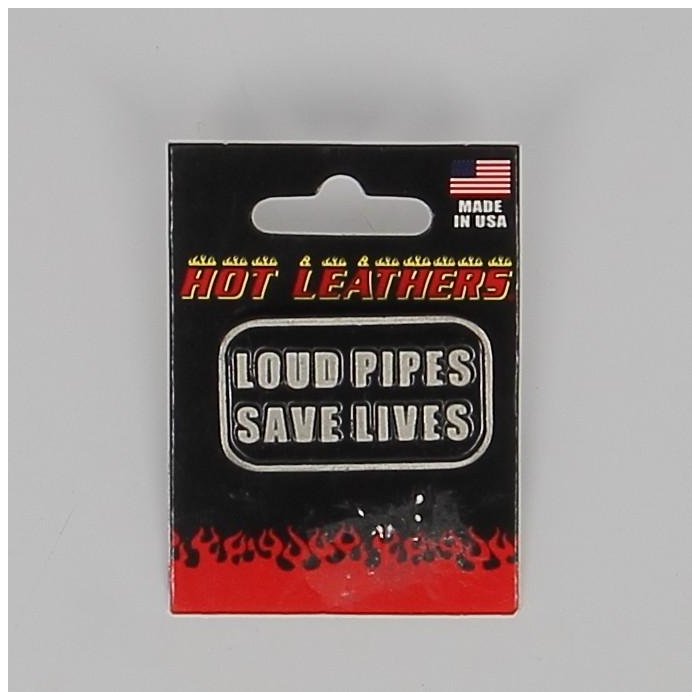 MADE
IN USA
HOT LEATHERS
LOUD PIPES
SAVE LIVES